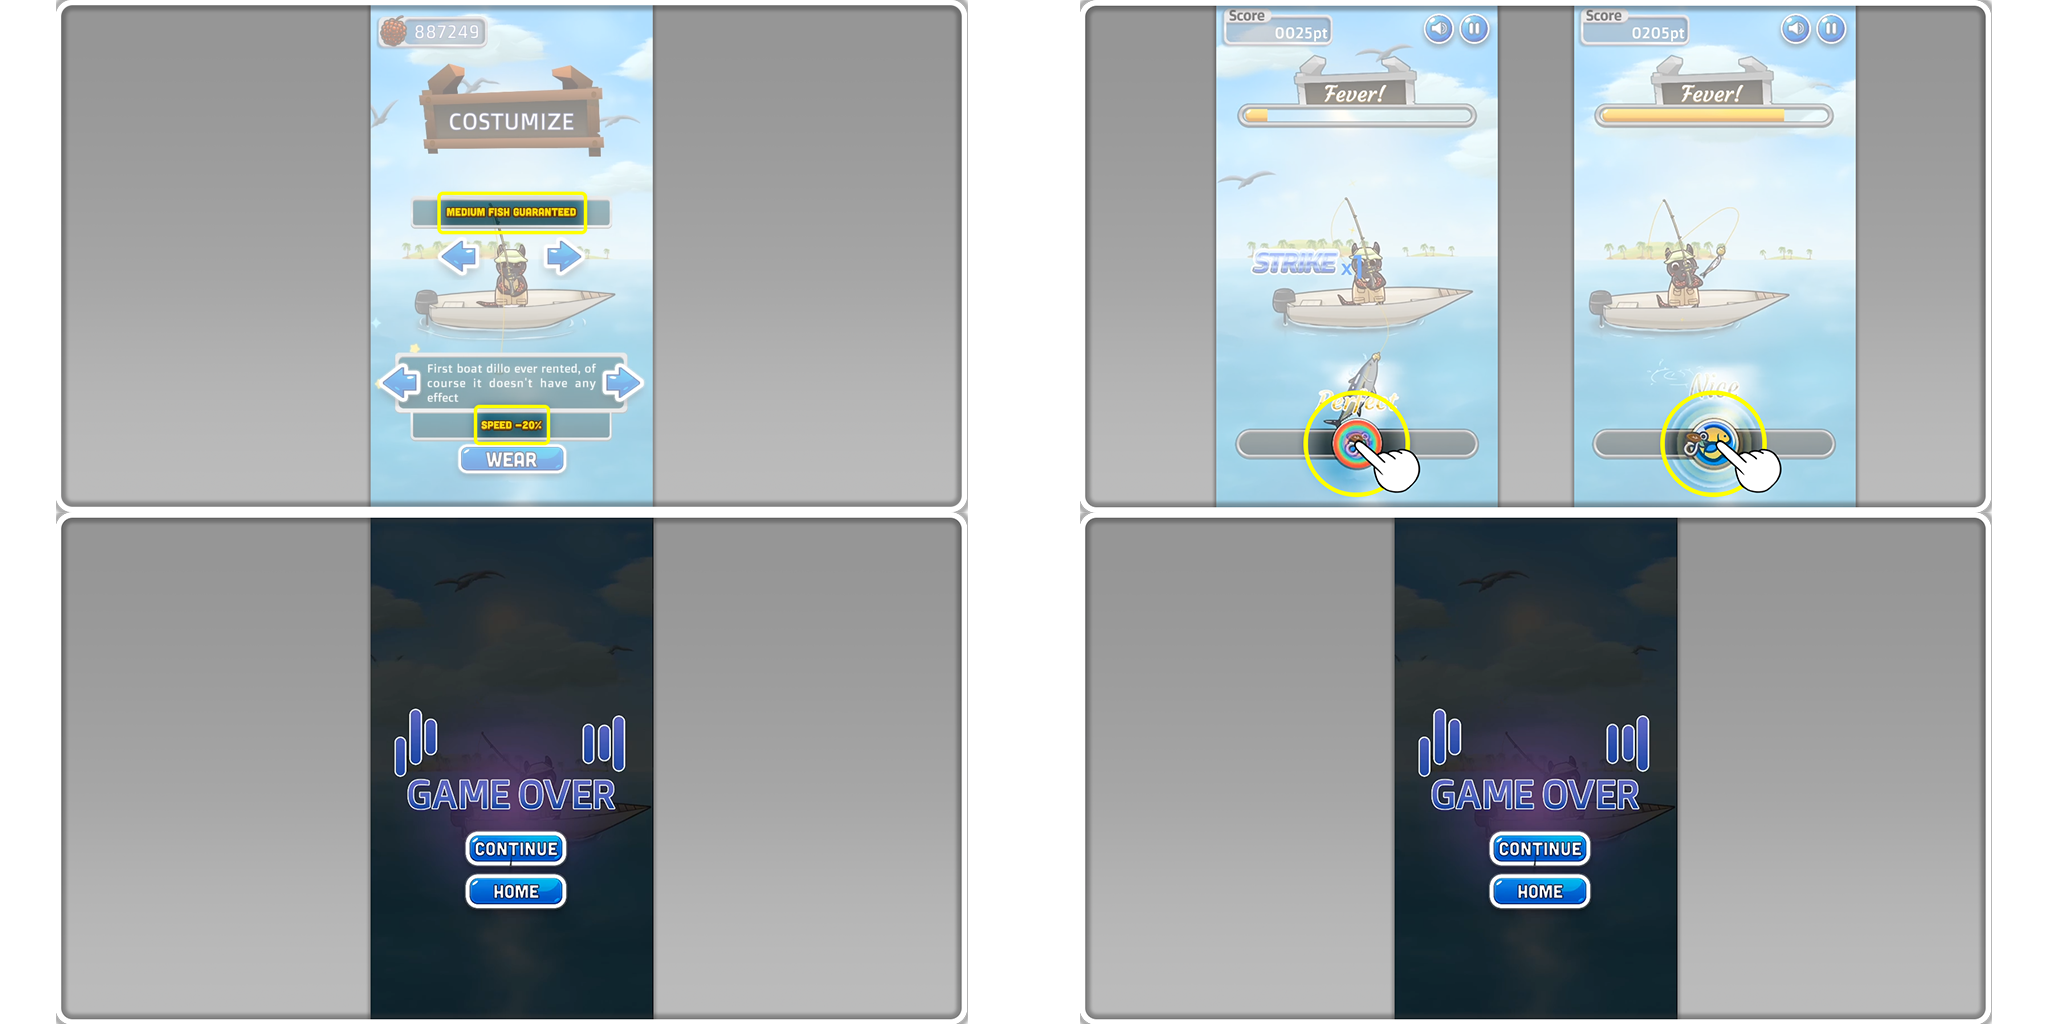 887249
COSTUMIZE
MEDIUM FISH GUARANTEED
First boat dillo ever rented, of
course it doesn't have any
effect
SPEED -20%
WEAR
Score
0025pt
Fever!
STRIKE x1
Perfect
Score
0205pt
Fever!
Nice
GAME OVER
CONTINUE
HOME
GAME OVER
CONTINUE
HOME